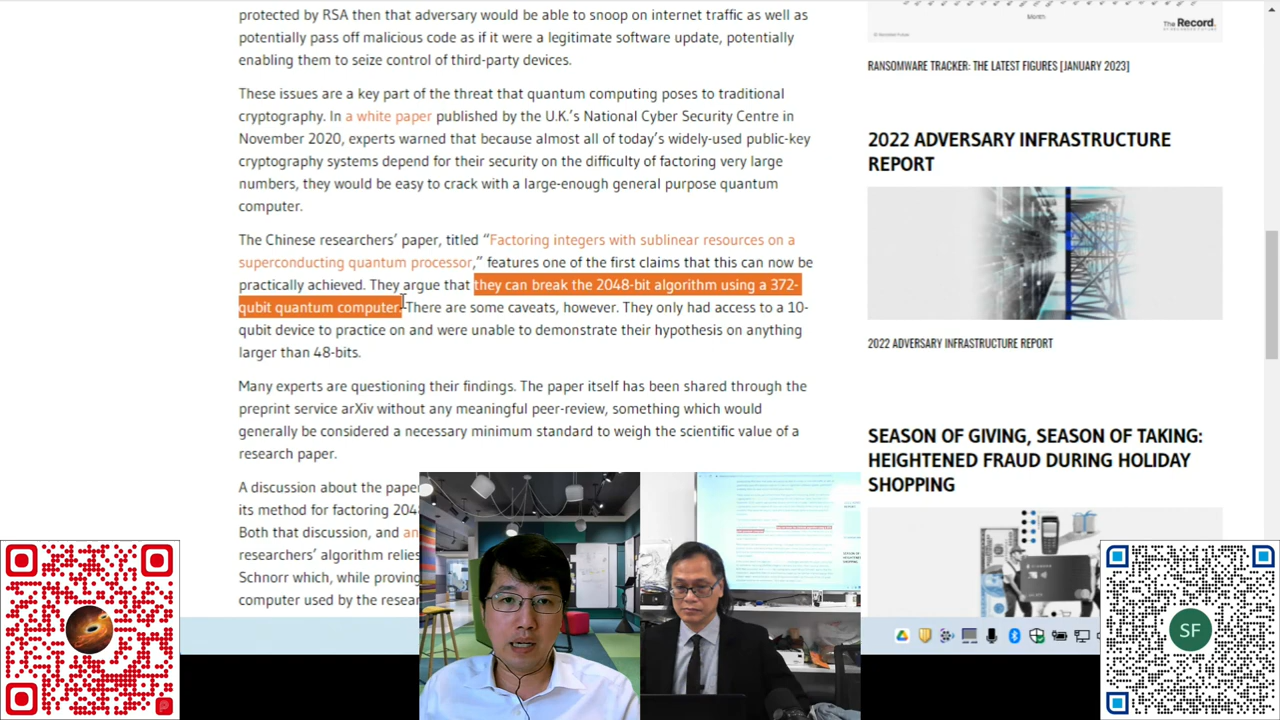 protected by RSA then that adversary would be able to snoop on internet traffic as well as
potentially pass off malicious code as if it were a legitimate software update, potentially
enabling them to seize control of third-party devices.
These issues are a key part of the threat that quantum computing poses to traditional
cryptography. In a white paper published by the U.K.'s National Cyber Security Centre in
November 2020, experts warned that because almost all of today's widely-used public-key
cryptography systems depend for their security on the difficulty of factoring very large
numbers, they would be easy to crack with a large-enough general purpose quantum
computer.
The Chinese researchers' paper, titled “Factoring integers with sublinear resources on a
superconducting quantum processor,” features one of the first claims that this can now be
practically achieved. They argue that they can break the 2048-bit algorithm using a 372-
qubit quantum computer. There are some caveats, however. They only had access to a 10-
qubit device to practice on and were unable to demonstrate their hypothesis on anything
larger than 48-bits.
Many experts are questioning their findings. The paper itself has been shared through the
preprint service arXiv without any meaningful peer-review, something which would
generally be considered a necessary minimum standard to weigh the scientific value of a
research paper.
A discussion about the pape
its method for factoring 204
Both that discussion, and an
researchers' algorithm relies
Schnorr which, while proving
computer used by the resear
Month
The Record.
RANSOMWARE TRACKER: THE LATEST FIGURES [JANUARY 2023]
2022 ADVERSARY INFRASTRUCTURE
REPORT
2022 ADVERSARY INFRASTRUCTURE REPORT
SEASON OF GIVING, SEASON OF TAKING:
HEIGHTENED FRAUD DURING HOLIDAY
SHOPPING
SF